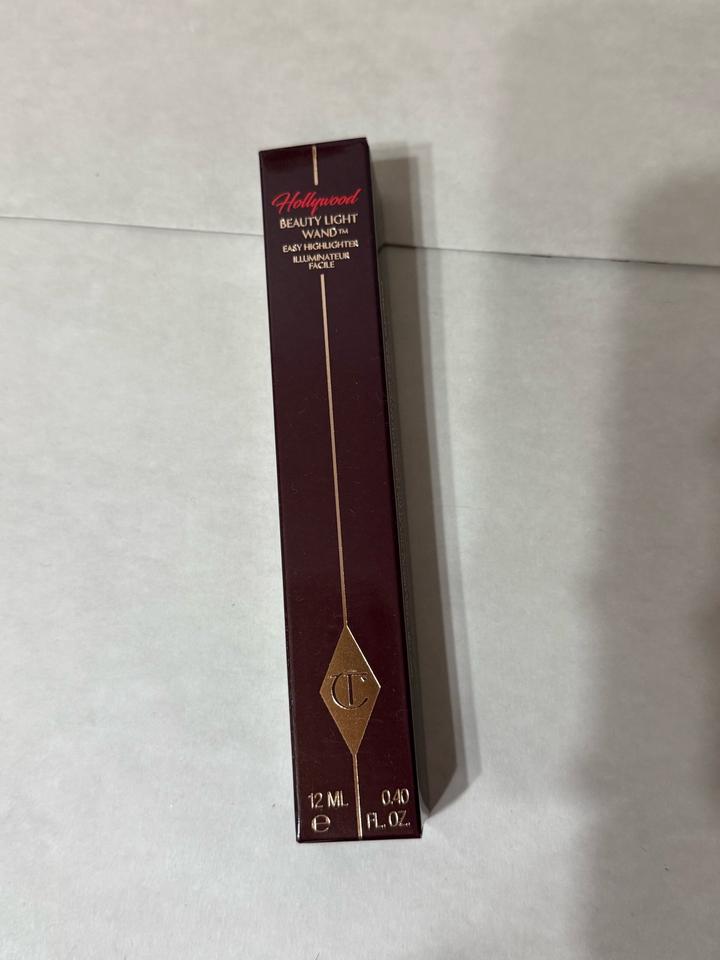 Hollywood
BEAUTY LIGHT
WAND™
EASY HIGHLIGHTER
ILLUMINATEUR
FACILE
CT
12 ML 0.40
℮ FL. OZ.